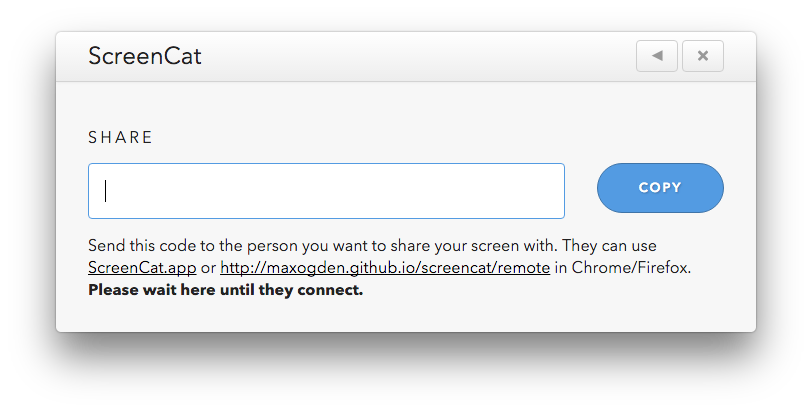 ScreenCat
SHARE
COPY
Send this code to the person you want to share your screen with. They can use
ScreenCat.app or http://maxogden.github.io/screencat/remote in Chrome/Firefox.
Please wait here until they connect.